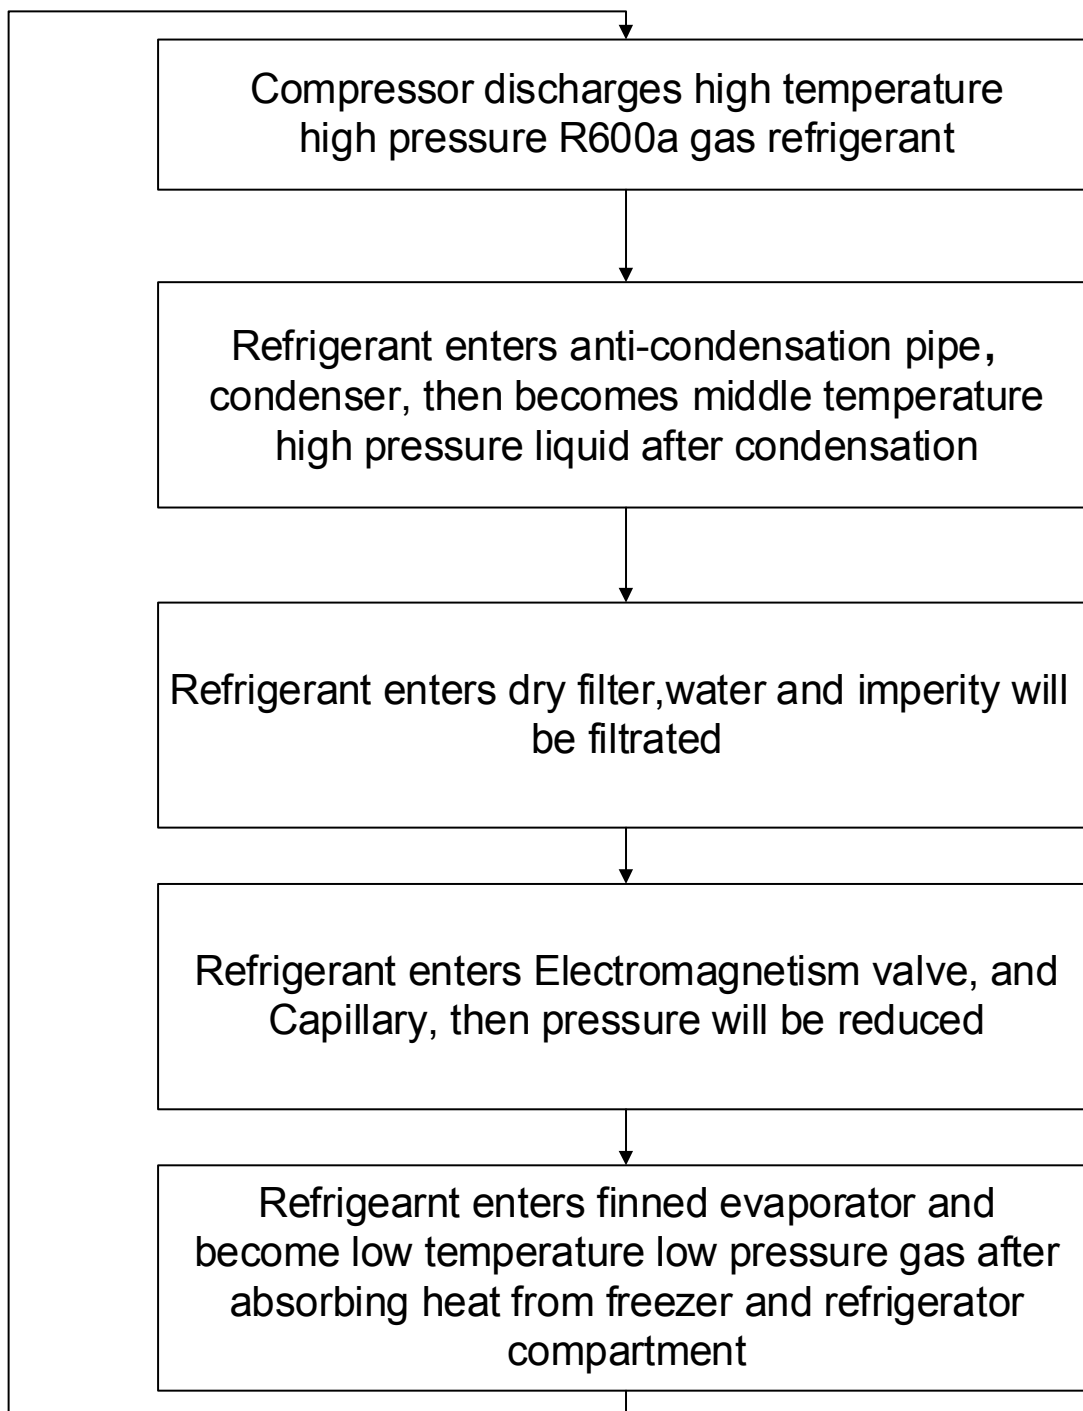 Compressor discharges high temperature
high pressure R600a gas refrigerant
Refrigerant enters anti-condensation pipe,
condenser, then becomes middle temperature
high pressure liquid after condensation
Refrigerant enters dry filter,water and imperity will
be filtrated
Refrigerant enters Electromagnetism valve, and
Capillary, then pressure will be reduced
Refrigearnt enters finned evaporator and
become low temperature low pressure gas after
absorbing heat from freezer and refrigerator
compartment